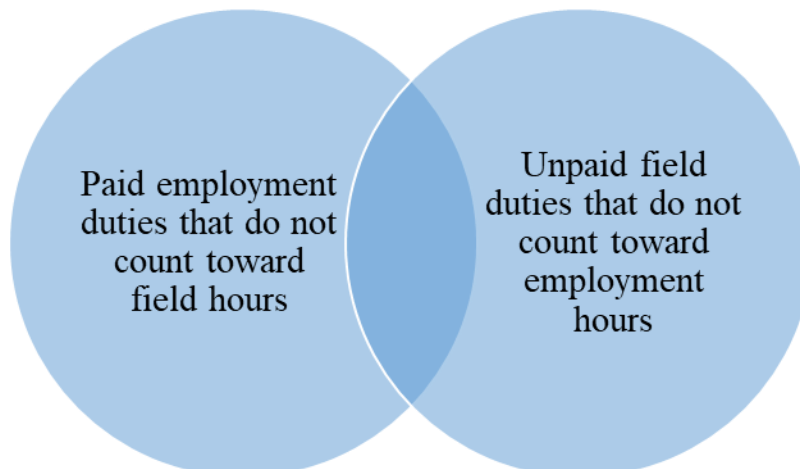 Paid employment
duties that do not
count toward
field hours
Unpaid field
duties that do not
count toward
employment
hours